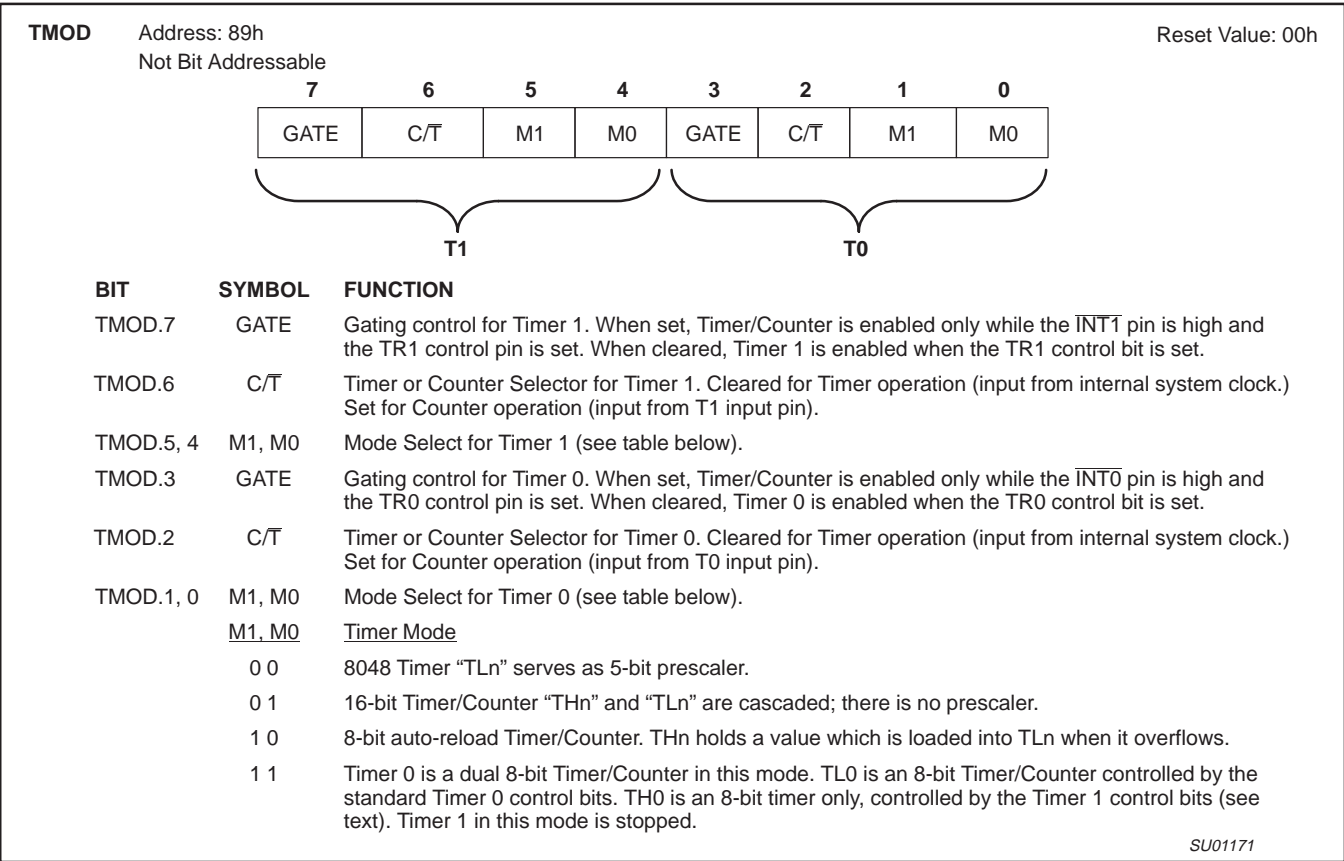 TMOD Address: 89h Reset Value: 00h
Not Bit Addressable
7 6 5 4 3 2 1 0
GATE C/T̅ M1 M0 GATE C/T̅ M1 M0
T1 T0
BIT SYMBOL FUNCTION
TMOD.7 GATE Gating control for Timer 1. When set, Timer/Counter is enabled only while the I̅N̅T̅1̅ pin is high and
the TR1 control pin is set. When cleared, Timer 1 is enabled when the TR1 control bit is set.
TMOD.6 C/T̅ Timer or Counter Selector for Timer 1. Cleared for Timer operation (input from internal system clock.)
Set for Counter operation (input from T1 input pin).
TMOD.5, 4 M1, M0 Mode Select for Timer 1 (see table below).
TMOD.3 GATE Gating control for Timer 0. When set, Timer/Counter is enabled only while the I̅N̅T̅0̅ pin is high and
the TR0 control pin is set. When cleared, Timer 0 is enabled when the TR0 control bit is set.
TMOD.2 C/T̅ Timer or Counter Selector for Timer 0. Cleared for Timer operation (input from internal system clock.)
Set for Counter operation (input from T0 input pin).
TMOD.1, 0 M1, M0 Mode Select for Timer 0 (see table below).
M1, M0 Timer Mode
0 0 8048 Timer “TLn” serves as 5-bit prescaler.
0 1 16-bit Timer/Counter “THn” and “TLn” are cascaded; there is no prescaler.
1 0 8-bit auto-reload Timer/Counter. THn holds a value which is loaded into TLn when it overflows.
1 1 Timer 0 is a dual 8-bit Timer/Counter in this mode. TL0 is an 8-bit Timer/Counter controlled by the
standard Timer 0 control bits. TH0 is an 8-bit timer only, controlled by the Timer 1 control bits (see
text). Timer 1 in this mode is stopped.
SU01171